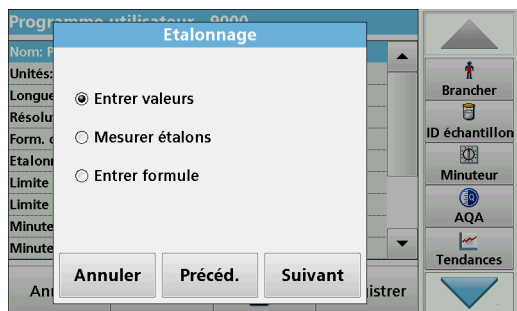 Programme utilisateur 9000
Etalonnage
Nom: P
Unités:
Longue
Résolu
Form. c
Etalonn
Limite
Limite
Minute
Minute
Entrer valeurs
Mesurer étalons
Entrer formule
Annuler
Précéd.
Suivant
An
istrer
Brancher
ID échantillon
Minuteur
AQA
Tendances